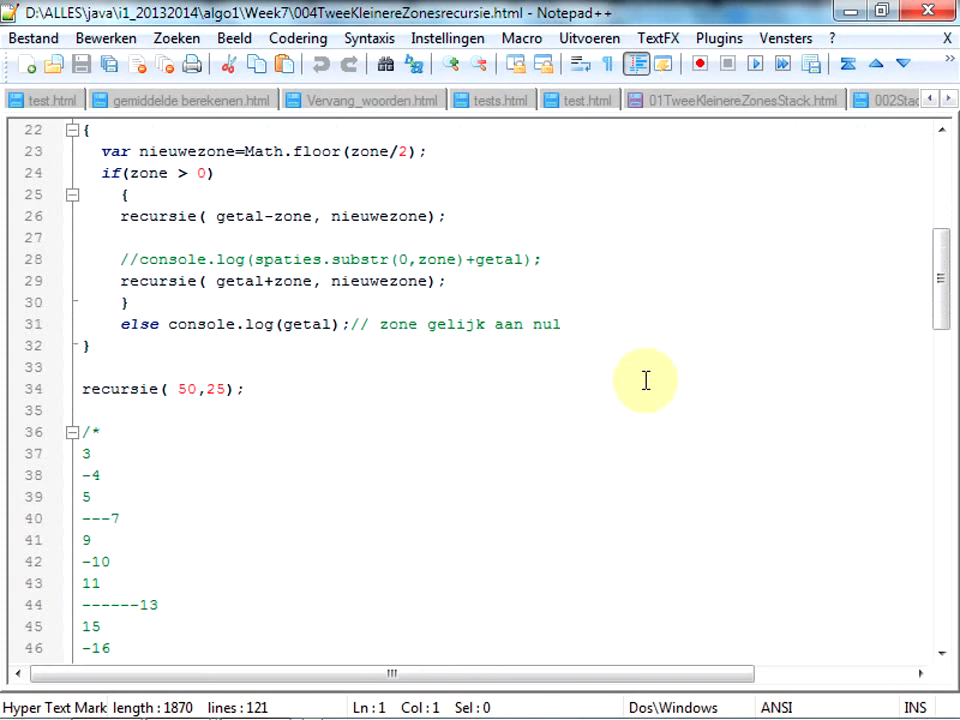 D:\ALLES\java\i1_20132014\algo1\Week7\004TweeKleinereZonesrecursie.html - Notepad++
Bestand Bewerken Zoeken Beeld Codering Syntaxis Instellingen Macro Uitvoeren TextFX Plugins Vensters ? X
test.html gemiddelde berekenen.html Vervang_woorden.html tests.html test.html 01TweeKleinereZonesStack.html 002Stac
22 {
23 var nieuwezone=Math.floor(zone/2);
24 if(zone > 0)
25 {
26 recursie( getal-zone, nieuwezone);
27
28 //console.log(spaties.substr(0,zone)+getal);
29 recursie( getal+zone, nieuwezone);
30 }
31 else console.log(getal);// zone gelijk aan nul
32 }
33
34 recursie( 50,25);
35
36 /*
37 3
38 -4
39 5
40 ---7
41 9
42 -10
43 11
44 ------13
45 15
46 -16
Hyper Text Mark length : 1870 lines : 121 Ln : 1 Col : 1 Sel : 0 Dos\Windows ANSI INS